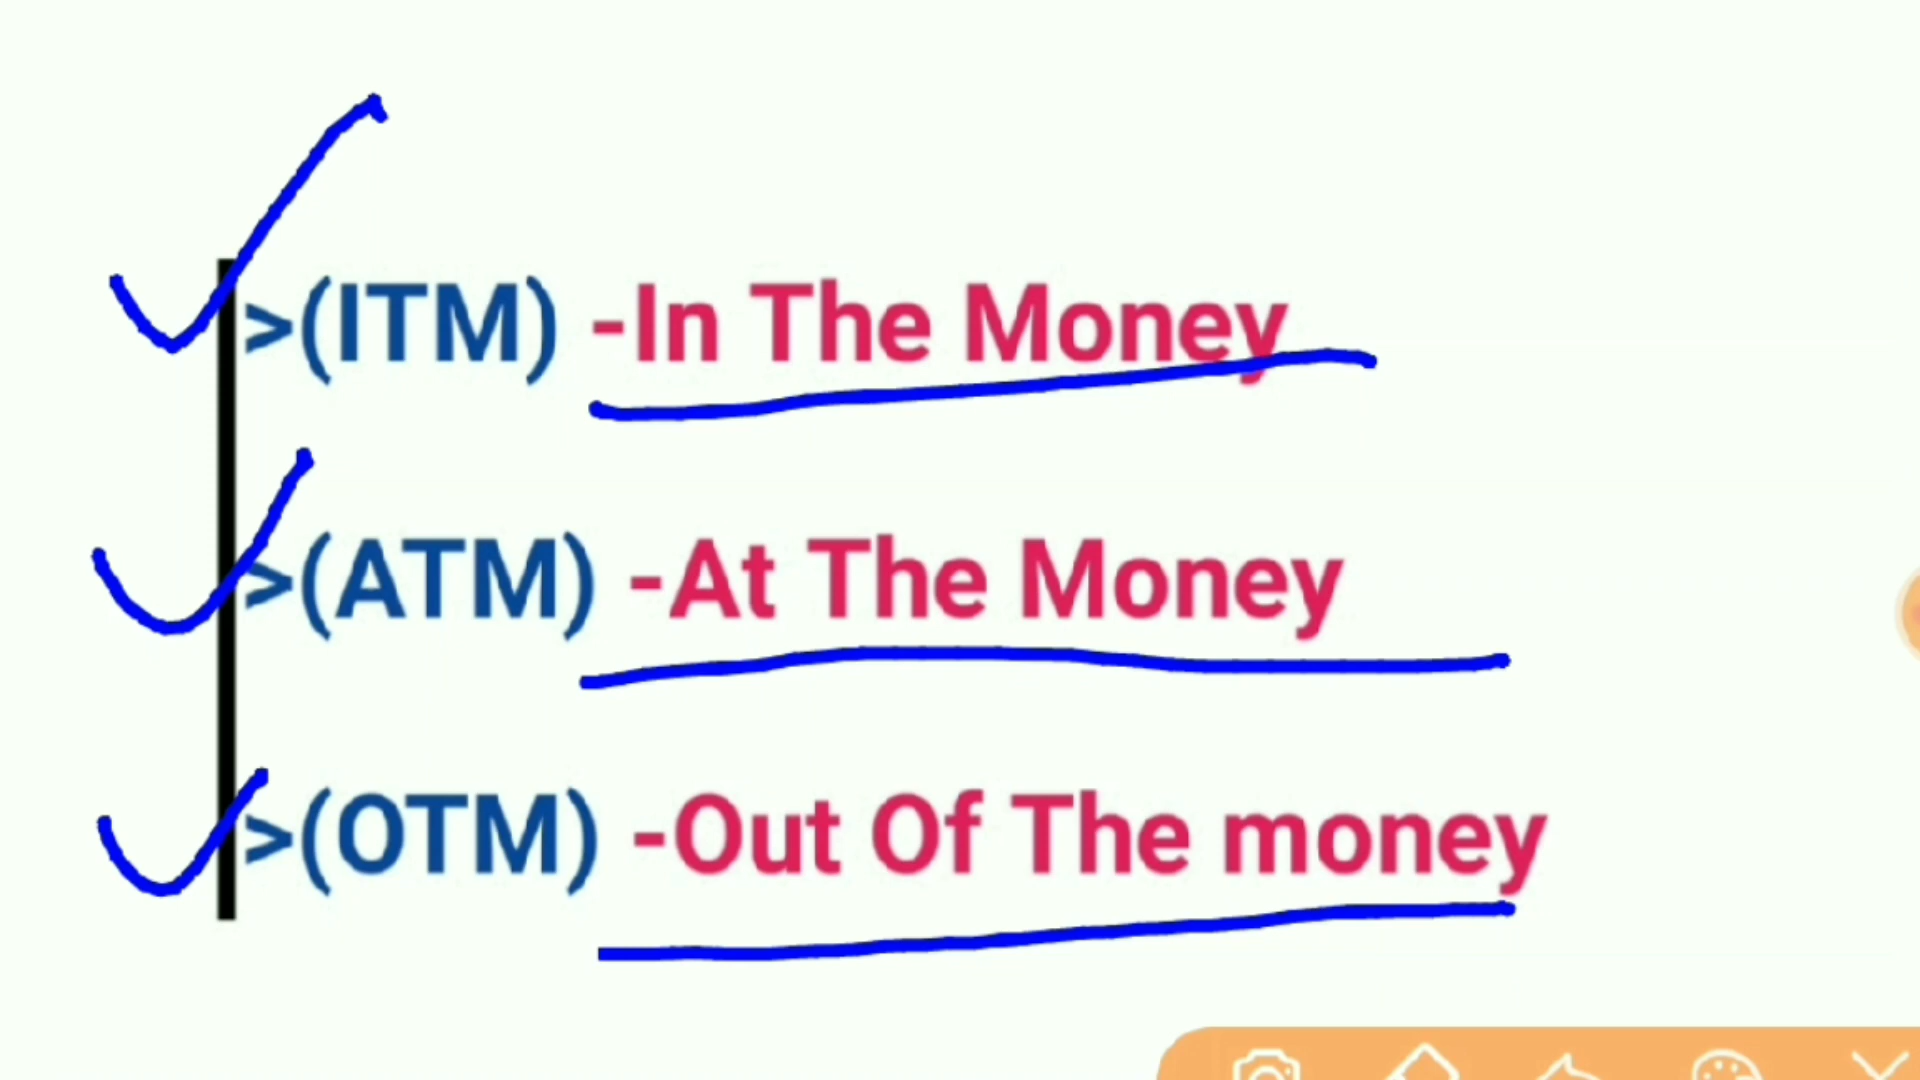 >(ITM) -In The Money
>(ATM) -At The Money
>(OTM) -Out Of The money